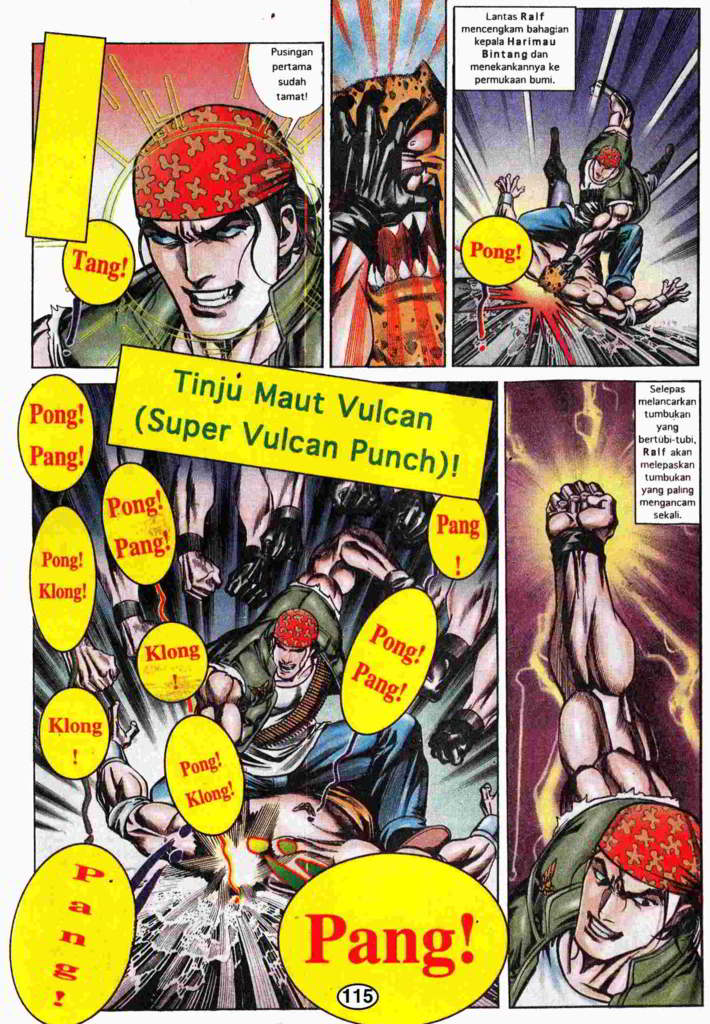 Pusingan
pertama
sudah
tamat!
Tang!
Lantas Ralf
mencengkam bahagian
kepala Harimau
Bintang dan
menekankannya ke
permukaan bumi.
Pong!
Tinju Maut Vulcan
(Super Vulcan Punch)!
Pong!
Pang!
Pong!
Pang!
Pang
!
Pong!
Klong!
Klong
!
Pong!
Pang!
Klong
!
Pong!
Klong!
Pang!
Pang!
Selepas
melancarkan
tumbukan
yang
bertubi-tubi,
Ralf akan
melepaskan
tumbukan
yang paling
mengancam
sekali.
115